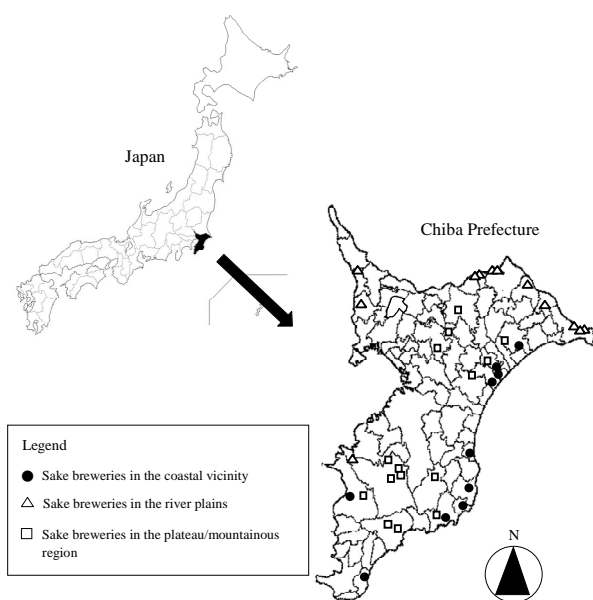 Japan
Chiba Prefecture
Legend
Sake breweries in the coastal vicinity
Sake breweries in the river plains
Sake breweries in the plateau/mountainous
region
N